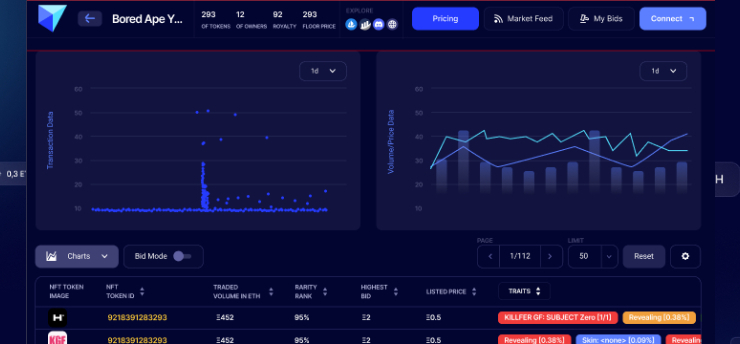 Bored Ape Y...
293
OF TOKENS
12
OF OWNERS
92
ROYALTY
293
FLOOR PRICE
EXPLORE
Pricing
Market Feed
My Bids
Connect
1d
60
50
40
30
20
10
Transaction Data
1d
60
50
40
30
20
10
Volume/Price Data
0,3 E
H
Charts
Bid Mode
PAGE
1/112
LIMIT
50
Reset
NFT TOKEN IMAGE
NFT TOKEN ID
TRADED VOLUME IN ETH
RARITY RANK
HIGHEST BID
LISTED PRICE
TRAITS
H
9218391283293
Ξ452
95%
Ξ2
Ξ0.5
KILLFER GF: SUBJECT Zero [1/1]
Revealing [0.38%]
KGF
9218391283293
Ξ452
95%
Ξ2
Ξ0.5
Revealing [0.38%]
Skin: <none> [0.09%]